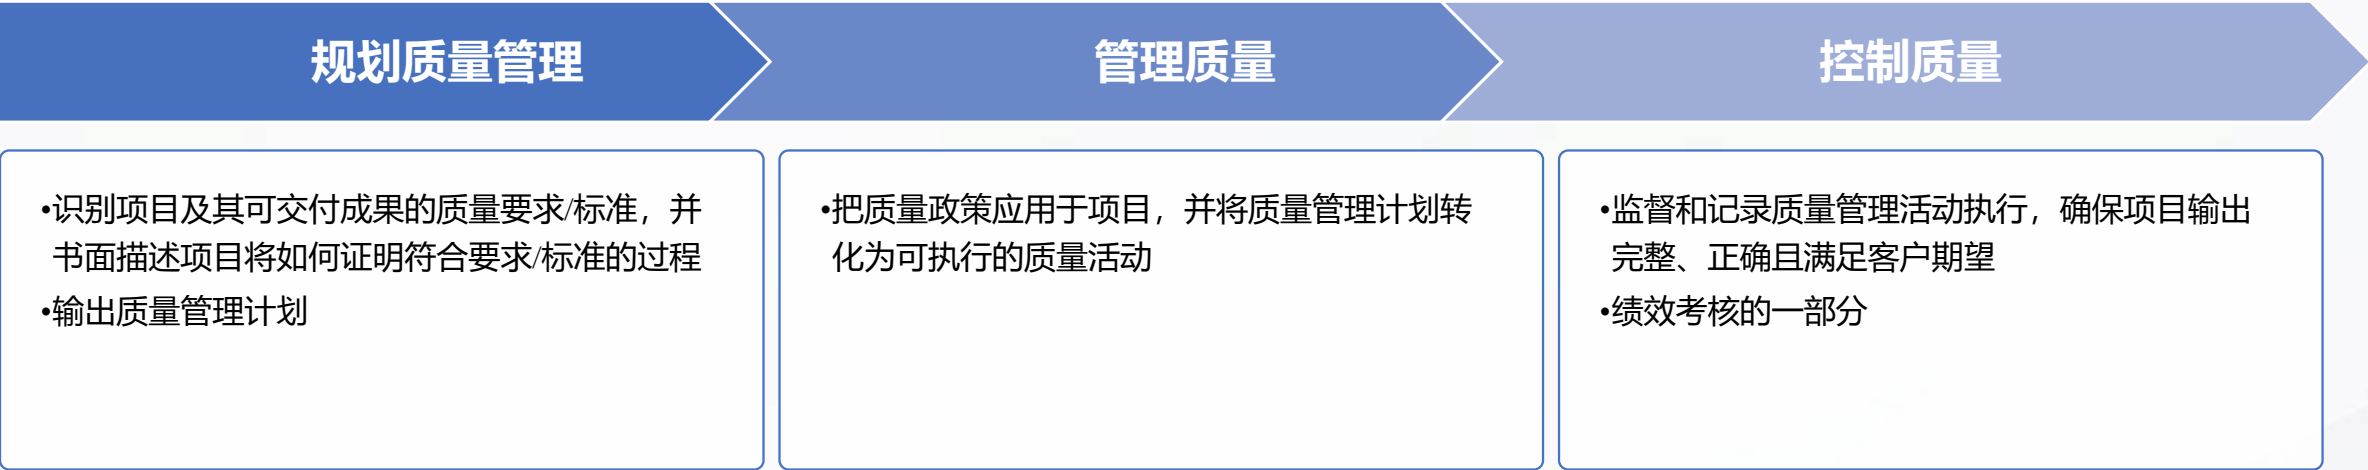 规划质量管理
管理质量
控制质量
•识别项目及其可交付成果的质量要求/标准，并
书面描述项目将如何证明符合要求/标准的过程
•输出质量管理计划
•把质量政策应用于项目，并将质量管理计划转
化为可执行的质量活动
•监督和记录质量管理活动执行，确保项目输出
完整、正确且满足客户期望
•绩效考核的一部分